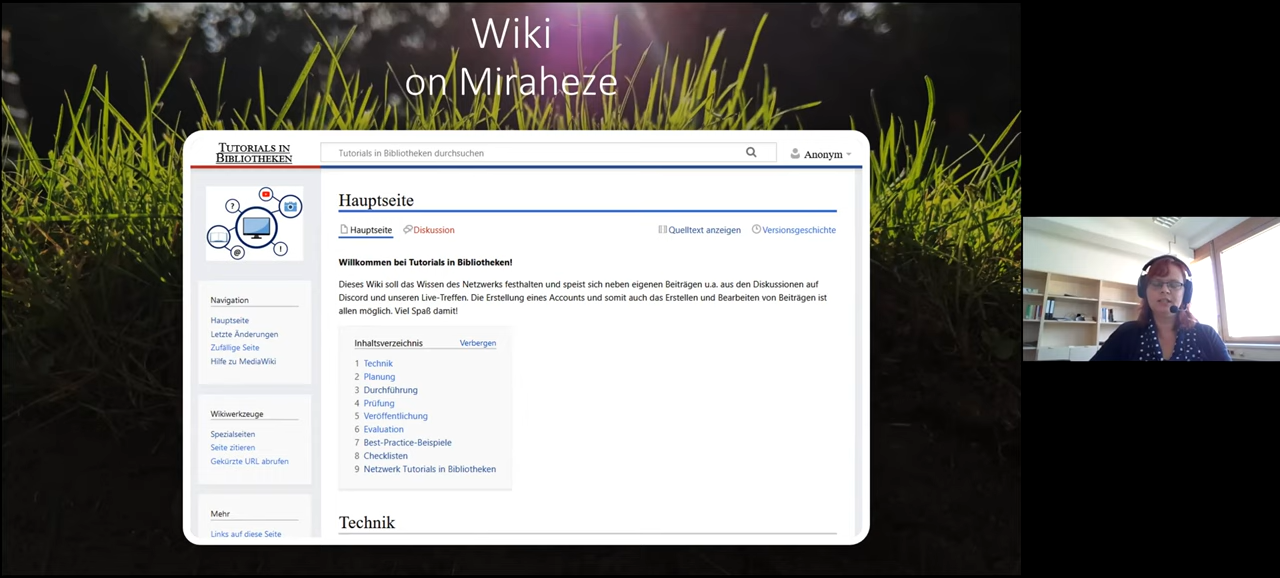 Wiki
on Miraheze
TUTORIALS IN
BIBLIOTHEKEN
Tutorials in Bibliotheken durchsuchen
Anonym
?
@
!
Hauptseite
Hauptseite
Diskussion
Quelltext anzeigen
Versionsgeschichte
Willkommen bei Tutorials in Bibliotheken!
Dieses Wiki soll das Wissen des Netzwerks festhalten und speist sich neben eigenen Beiträgen u.a. aus den Diskussionen auf
Discord und unseren Live-Treffen. Die Erstellung eines Accounts und somit auch das Erstellen und Bearbeiten von Beiträgen ist
allen möglich. Viel Spaß damit!
Navigation
Hauptseite
Letzte Änderungen
Zufällige Seite
Hilfe zu MediaWiki
Wikiwerkzeuge
Spezialseiten
Seite zitieren
Gekürzte URL abrufen
Mehr
Links auf diese Seite
Inhaltsverzeichnis Verbergen
1 Technik
2 Planung
3 Durchführung
4 Prüfung
5 Veröffentlichung
6 Evaluation
7 Best-Practice-Beispiele
8 Checklisten
9 Netzwerk Tutorials in Bibliotheken
Technik